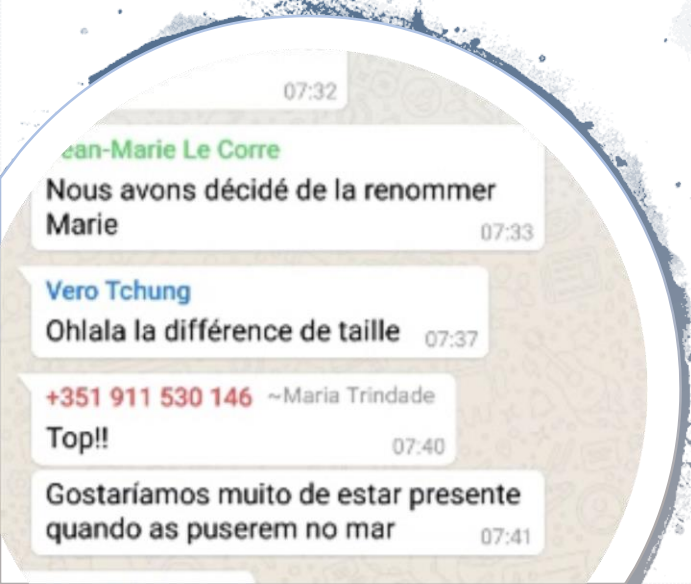 07:32
Jean-Marie Le Corre
Nous avons décidé de la renommer
Marie
07:33
Vero Tchung
Ohlala la différence de taille 07:37
+351 911 530 146 ~Maria Trindade
Top!!
07:40
Gostaríamos muito de estar presente
quando as puserem no mar 07:41